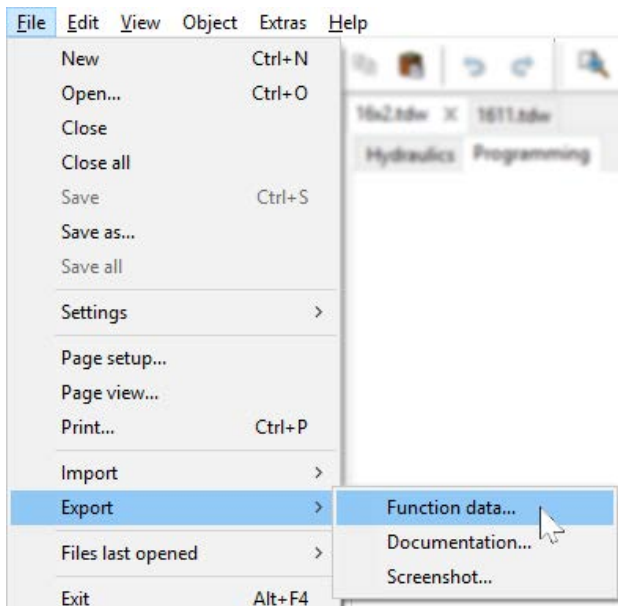 File Edit View Object Extras Help
New Ctrl+N
Open... Ctrl+O
Close
Close all
Save Ctrl+S
Save as...
Save all
Settings
Page setup...
Page view...
Print... Ctrl+P
Import
Export
Files last opened
Exit Alt+F4
16x2.tdw 1611.tdw
Hydraulics Programming
Function data...
Documentation...
Screenshot...